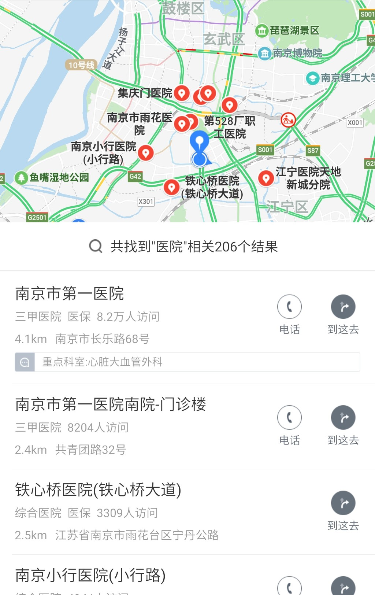 鼓楼区
S001
琵琶湖景区
玄武区
扬子江大道
南京博物院
10号线
南京理工大学
集庆门医院
南京市雨花医院
第528厂职工医院
X001
南京小行医院
(小行路)
S001
S87
鱼嘴湿地公园
G42
铁心桥医院
(铁心桥大道)
江宁医院天地
新城分院
X301
江宁区
G2501
G25
共找到"医院"相关206个结果
南京市第一医院
三甲医院 医保 8.2万人访问
4.1km 南京市长乐路68号
电话
到这去
重点科室:心脏大血管外科
南京市第一医院南院-门诊楼
三甲医院 8204人访问
2.4km 共青团路32号
电话
到这去
铁心桥医院(铁心桥大道)
综合医院 医保 3309人访问
2.5km 江苏省南京市雨花台区宁丹公路
到这去
南京小行医院(小行路)